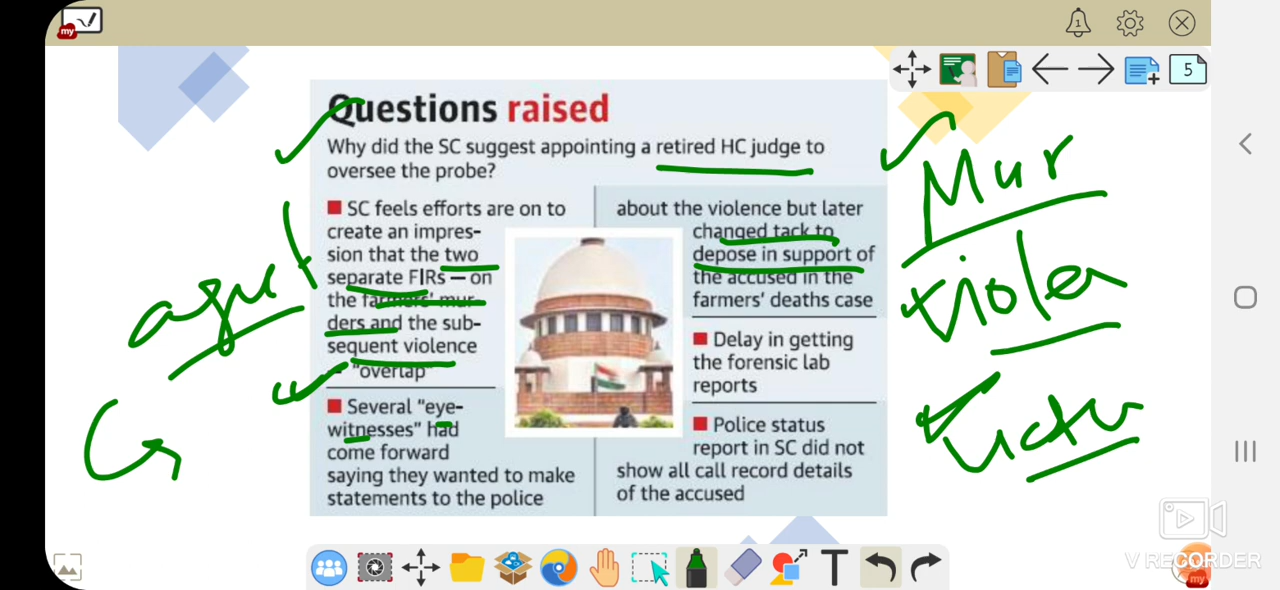 my
1
5
Questions raised
Why did the SC suggest appointing a retired HC judge to
oversee the probe?
■ SC feels efforts are on to
create an impres-
sion that the two
separate FIRs — on
the farmers' mur-
ders and the sub-
sequent violence
— "overlap"
■ Several "eye-
witnesses" had
come forward
saying they wanted to make
statements to the police
about the violence but later
changed tack to
depose in support of
the accused in the
farmers' deaths case
■ Delay in getting
the forensic lab
reports
■ Police status
report in SC did not
show all call record details
of the accused
Mur
violen
T
V RECORDER
my